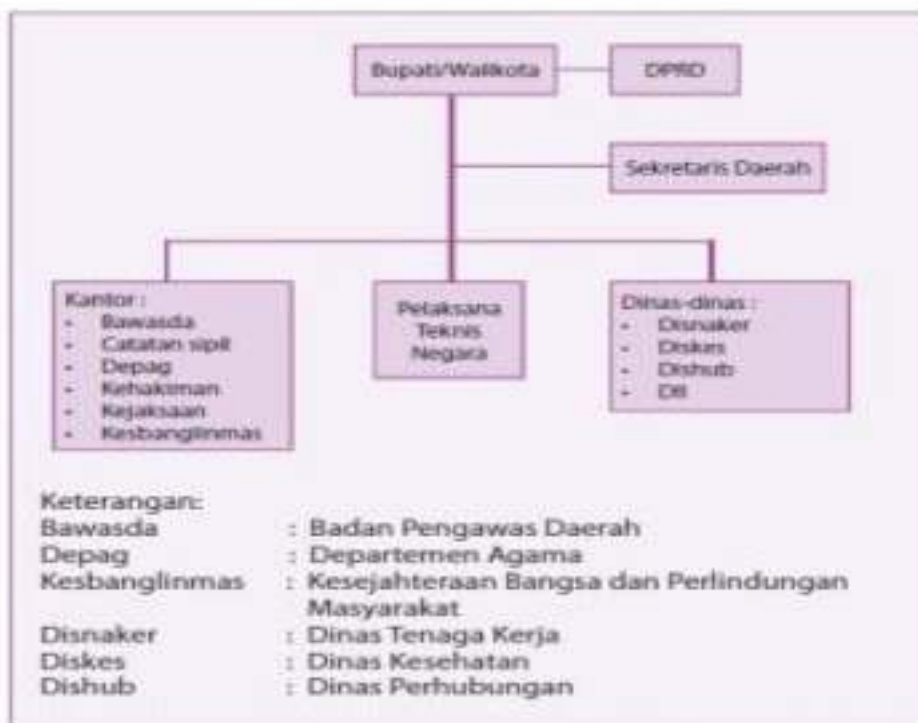 Bupati/Walikota
DPRD
Sekretaris Daerah
Kantor :
- Bawasda
- Catatan sipil
- Depag
- Kehakiman
- Kejaksaan
- Kesbanglinmas
Pelaksana
Teknis
Negara
Dinas-dinas :
- Disnaker
- Diskes
- Dishub
- Dll
Keterangan:
Bawasda : Badan Pengawas Daerah
Depag : Departemen Agama
Kesbanglinmas : Kesejahteraan Bangsa dan Perlindungan
Masyarakat
Disnaker : Dinas Tenaga Kerja
Diskes : Dinas Kesehatan
Dishub : Dinas Perhubungan